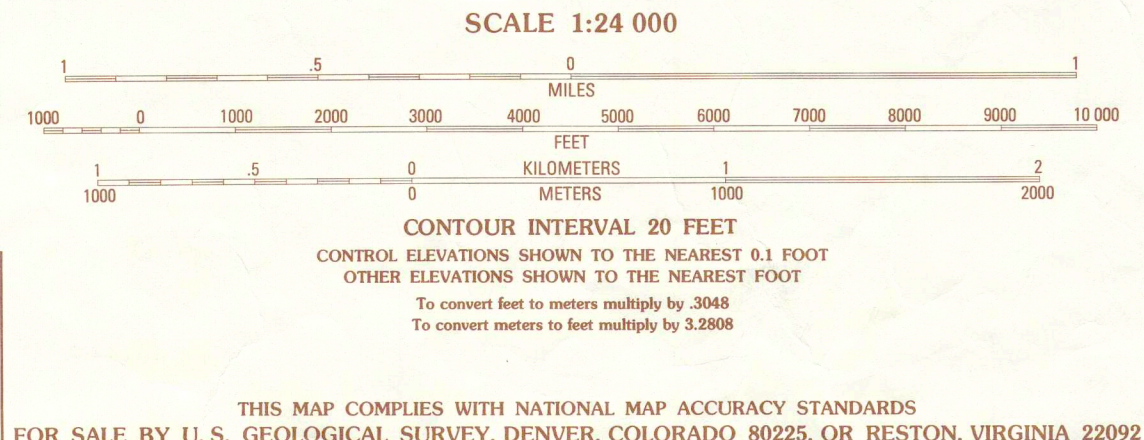 SCALE 1:24 000
1 .5 0 1
MILES
1000 0 1000 2000 3000 4000 5000 6000 7000 8000 9000 10 000
FEET
1 .5 0 KILOMETERS 1 2
1000 0 METERS 1000 2000
CONTOUR INTERVAL 20 FEET
CONTROL ELEVATIONS SHOWN TO THE NEAREST 0.1 FOOT
OTHER ELEVATIONS SHOWN TO THE NEAREST FOOT
To convert feet to meters multiply by .3048
To convert meters to feet multiply by 3.2808
THIS MAP COMPLIES WITH NATIONAL MAP ACCURACY STANDARDS
FOR SALE BY U. S. GEOLOGICAL SURVEY, DENVER, COLORADO 80225, OR RESTON, VIRGINIA 22092